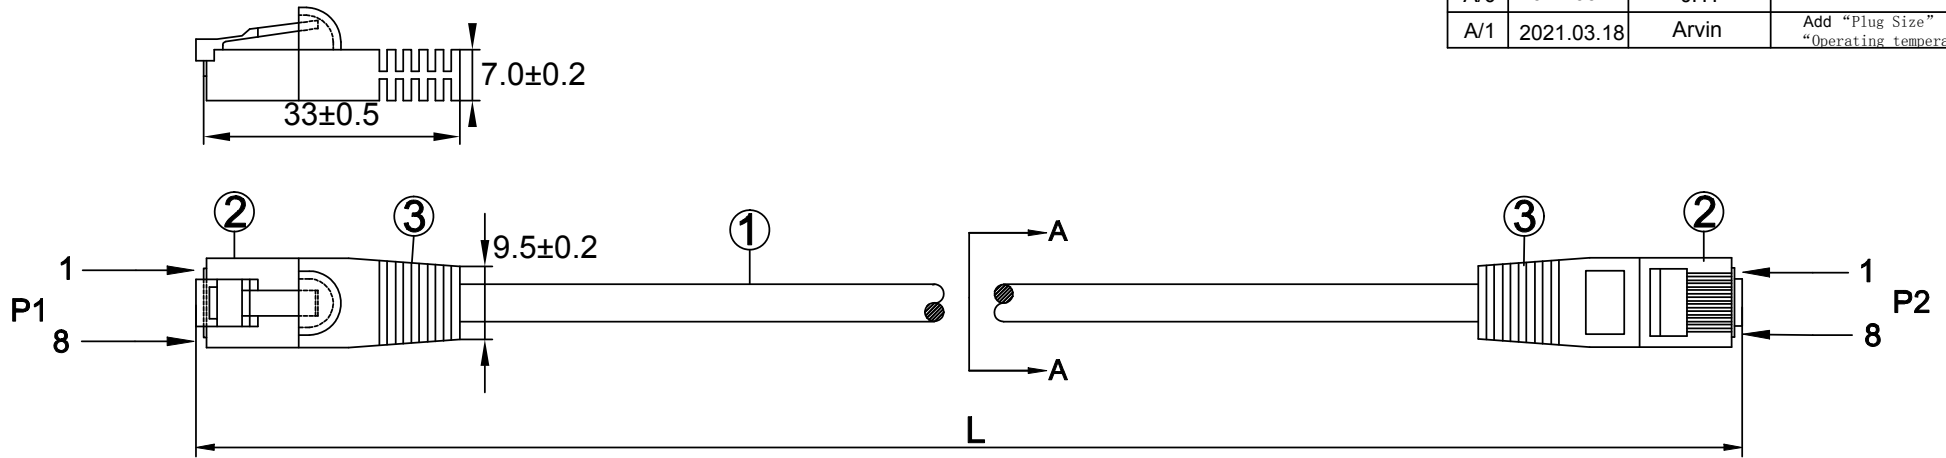 A/1 2021.03.18 Arvin Add “Plug Size”
“Operating
7.0±0.2
33±0.5
② ③ ① ③ ②
9.5±0.2
A
1 1
P1 P2
8 8
A
L